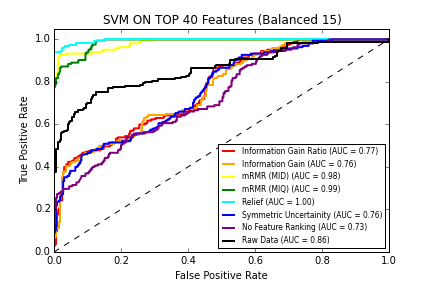 SVM ON TOP 40 Features (Balanced 15)
True Positive Rate
1.0
0.8
0.6
0.4
0.2
0.0
Information Gain Ratio (AUC = 0.77)
Information Gain (AUC = 0.76)
mRMR (MID) (AUC = 0.98)
mRMR (MIQ) (AUC = 0.99)
Relief (AUC = 1.00)
Symmetric Uncertainity (AUC = 0.76)
No Feature Ranking (AUC = 0.73)
Raw Data (AUC = 0.86)
0.0 0.2 0.4 0.6 0.8 1.0
False Positive Rate